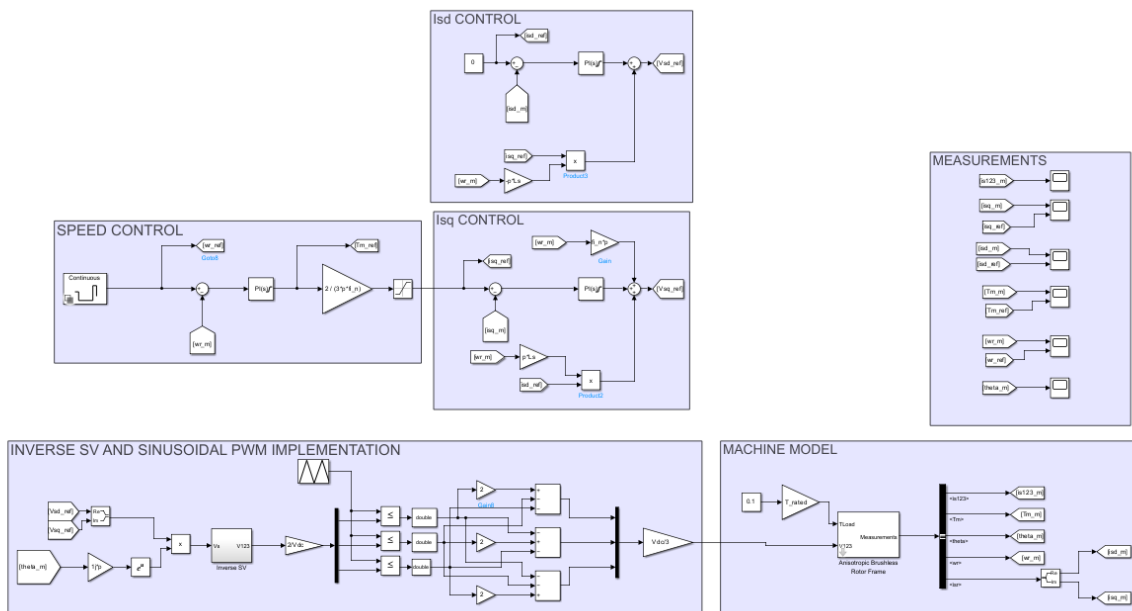 Isd CONTROL
[isd_ref]
0
PI(s)
[Vsd_ref]
[isd_m]
[isq_ref]
x
[wr_m]
-p*Ls
Product3
SPEED CONTROL
[wr_ref]
Goto8
[Tm_ref]
Continuous
PI(s)
2 / (3*p*fi_n)
[wr_m]
Isq CONTROL
[wr_m]
fi_n*p
Gain
[isq_ref]
PI(s)
[Vsq_ref]
[isq_m]
[wr_m]
p*Ls
[isd_ref]
x
Product2
MEASUREMENTS
[is123_m]
[isq_m]
[isq_ref]
[isd_m]
[isd_ref]
[Tm_m]
[Tm_ref]
[wr_m]
[wr_ref]
[theta_m]
INVERSE SV AND SINUSOIDAL PWM IMPLEMENTATION
[Vsd_ref]
[Vsq_ref]
Re
Im
[theta_m]
1j*p
x
Vs
V123
Inverse SV
2/Vdc
≤
≤
≤
double
double
double
2
Gain6
2
2
Vdc/3
MACHINE MODEL
0.1
T_rated
TLoad
V123
Measurements
Anisotropic Brushless
Rotor Frame
<is123>
[is123_m]
<Tm>
[Tm_m]
<theta>
[theta_m]
<wr>
[wr_m]
Re
Im
[isd_m]
[isq_m]